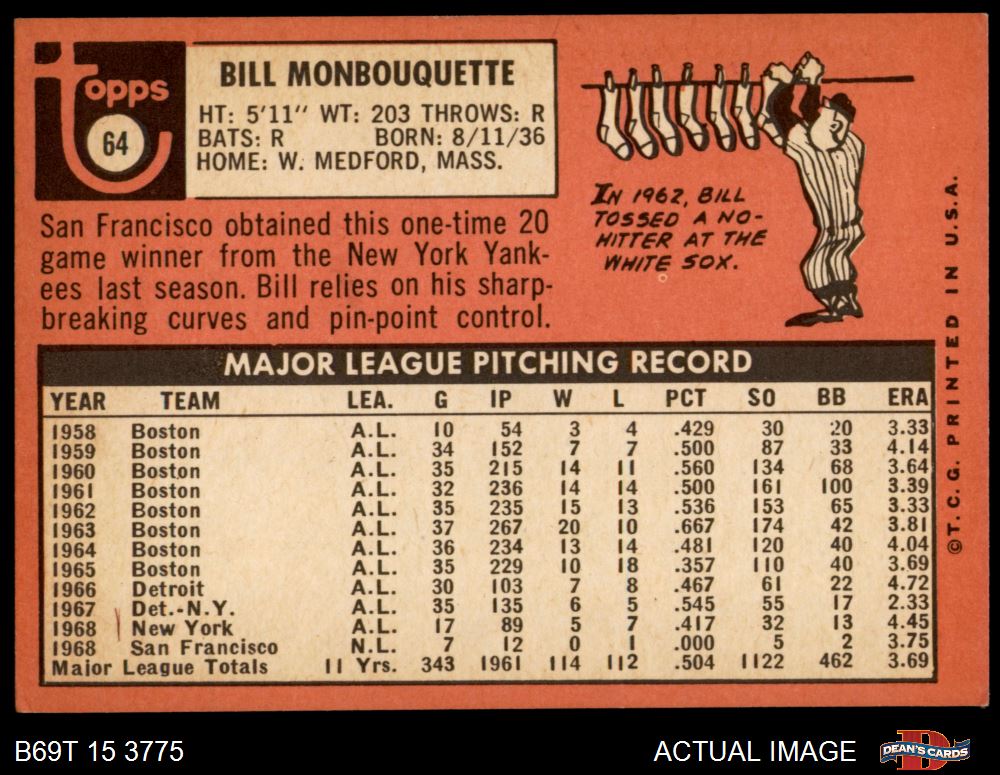 Topps
64
BILL MONBOUQUETTE
HT: 5'11" WT: 203 THROWS: R
BATS: R BORN: 8/11/36
HOME: W. MEDFORD, MASS.
San Francisco obtained this one-time 20
game winner from the New York Yank-
ees last season. Bill relies on his sharp-
breaking curves and pin-point control.
IN 1962, BILL
TOSSED A NO-
HITTER AT THE
WHITE SOX.
MAJOR LEAGUE PITCHING RECORD
YEAR TEAM LEA. G IP W L PCT SO BB ERA
1958 Boston A.L. 10 54 3 4 .429 30 20 3.33
1959 Boston A.L. 34 152 7 7 .500 87 33 4.14
1960 Boston A.L. 35 215 14 11 .560 134 68 3.64
1961 Boston A.L. 32 236 14 14 .500 161 100 3.39
1962 Boston A.L. 35 235 15 13 .536 153 65 3.33
1963 Boston A.L. 37 267 20 10 .667 174 42 3.81
1964 Boston A.L. 36 234 13 14 .481 120 40 4.04
1965 Boston A.L. 35 229 10 18 .357 110 40 3.69
1966 Detroit A.L. 30 103 7 8 .467 61 22 4.72
1967 Det.-N.Y. A.L. 35 135 6 5 .545 55 17 2.33
1968 New York A.L. 17 89 5 7 .417 32 13 4.45
1968 San Francisco N.L. 7 12 0 1 .000 5 2 3.75
Major League Totals 11 Yrs. 343 1961 114 112 .504 1122 462 3.69
©T.C.G. PRINTED IN U.S.A.
B69T 15 3775
ACTUAL IMAGE
DEAN'S CARDS